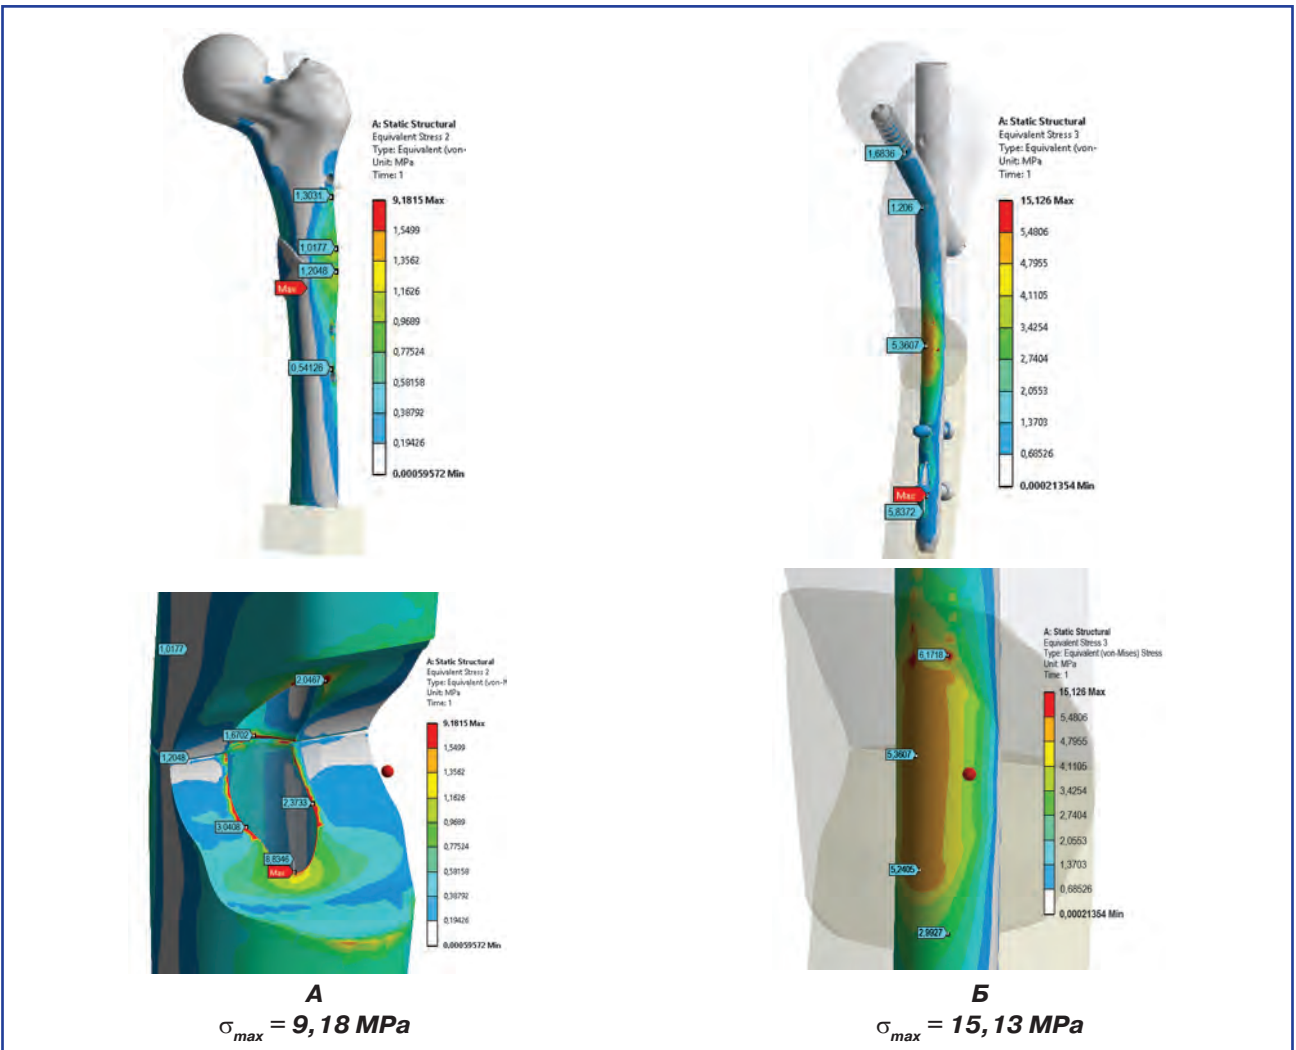 A: Static Structural
Equivalent Stress 2
Type: Equivalent (von-
Unit: MPa
Time: 1
9,1815 Max
1,5499
1,3562
1,1626
0,9689
0,77524
0,58158
0,38792
0,19426
0,00059572 Min
1,3031
1,0177
1,2048
Max
0,54126
A: Static Structural
Equivalent Stress 3
Type: Equivalent (von-
Unit: MPa
Time: 1
15,126 Max
5,4806
4,7955
4,1105
3,4254
2,7404
2,0553
1,3703
0,68526
0,00021354 Min
1,6836
1,206
5,3607
Max
5,8372
A: Static Structural
Equivalent Stress 2
Type: Equivalent (von-M
Unit: MPa
Time: 1
9,1815 Max
1,5499
1,3562
1,1626
0,9689
0,77524
0,58158
0,38792
0,19426
0,00059572 Min
1,0177
2,0467
1,6702
1,2048
2,3733
3,0408
8,8346
Max
A: Static Structural
Equivalent Stress 3
Type: Equivalent (von-Mises) Stress
Unit: MPa
Time: 1
15,126 Max
5,4806
4,7955
4,1105
3,4254
2,7404
2,0553
1,3703
0,68526
0,00021354 Min
6,1718
5,3607
5,2405
2,9927
А
σmax = 9,18 MPa
Б
σmax = 15,13 MPa